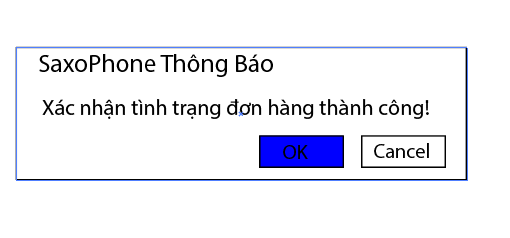 SaxoPhone Thông Báo
Xác nhận tình trạng đơn hàng thành công!
OK Cancel